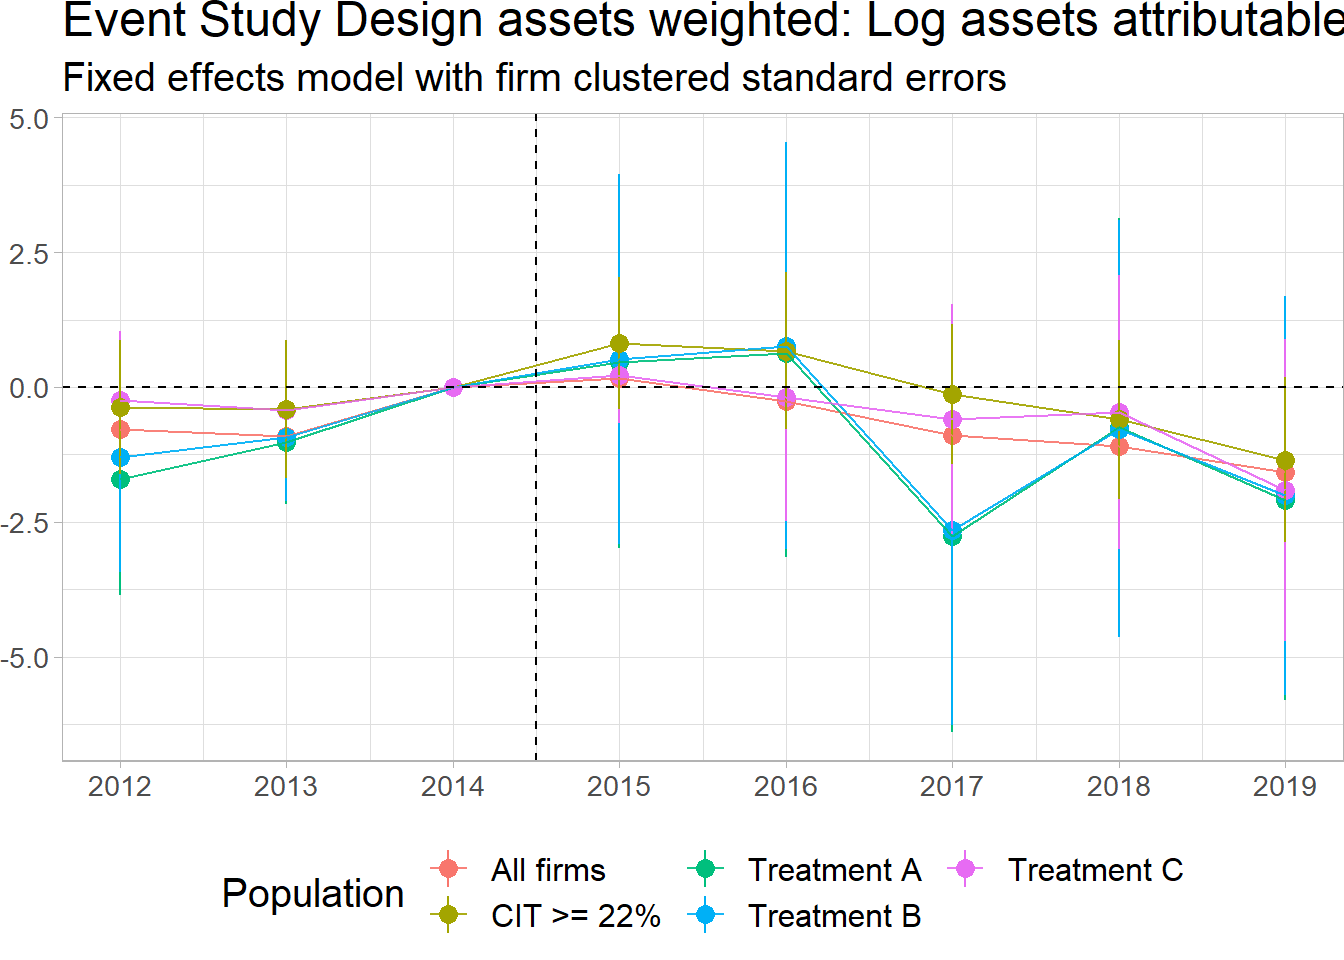 Event Study Design assets weighted: Log assets attributable
Fixed effects model with firm clustered standard errors
5.0
2.5
0.0
-2.5
-5.0
2012 2013 2014 2015 2016 2017 2018 2019
Population
All firms Treatment A Treatment C
CIT >= 22% Treatment B